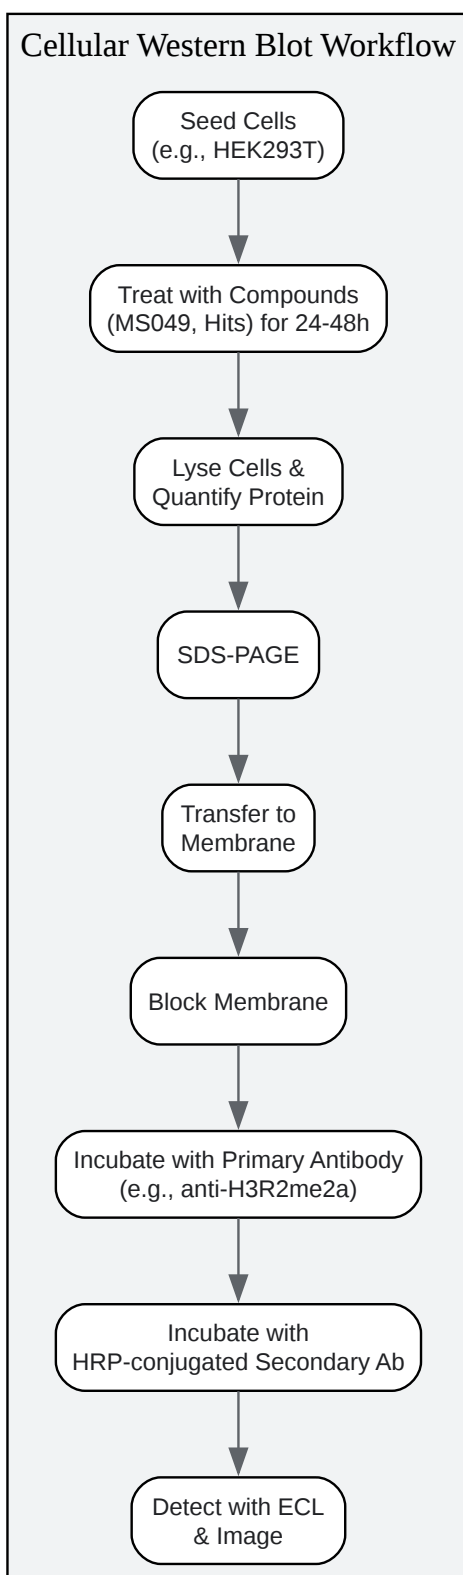 Cellular Western Blot Workflow
Seed Cells
(e.g., HEK293T)
Treat with Compounds
(MS049, Hits) for 24-48h
Lyse Cells &
Quantify Protein
SDS-PAGE
Transfer to
Membrane
Block Membrane
Incubate with Primary Antibody
(e.g., anti-H3R2me2a)
Incubate with
HRP-conjugated Secondary Ab
Detect with ECL
& Image